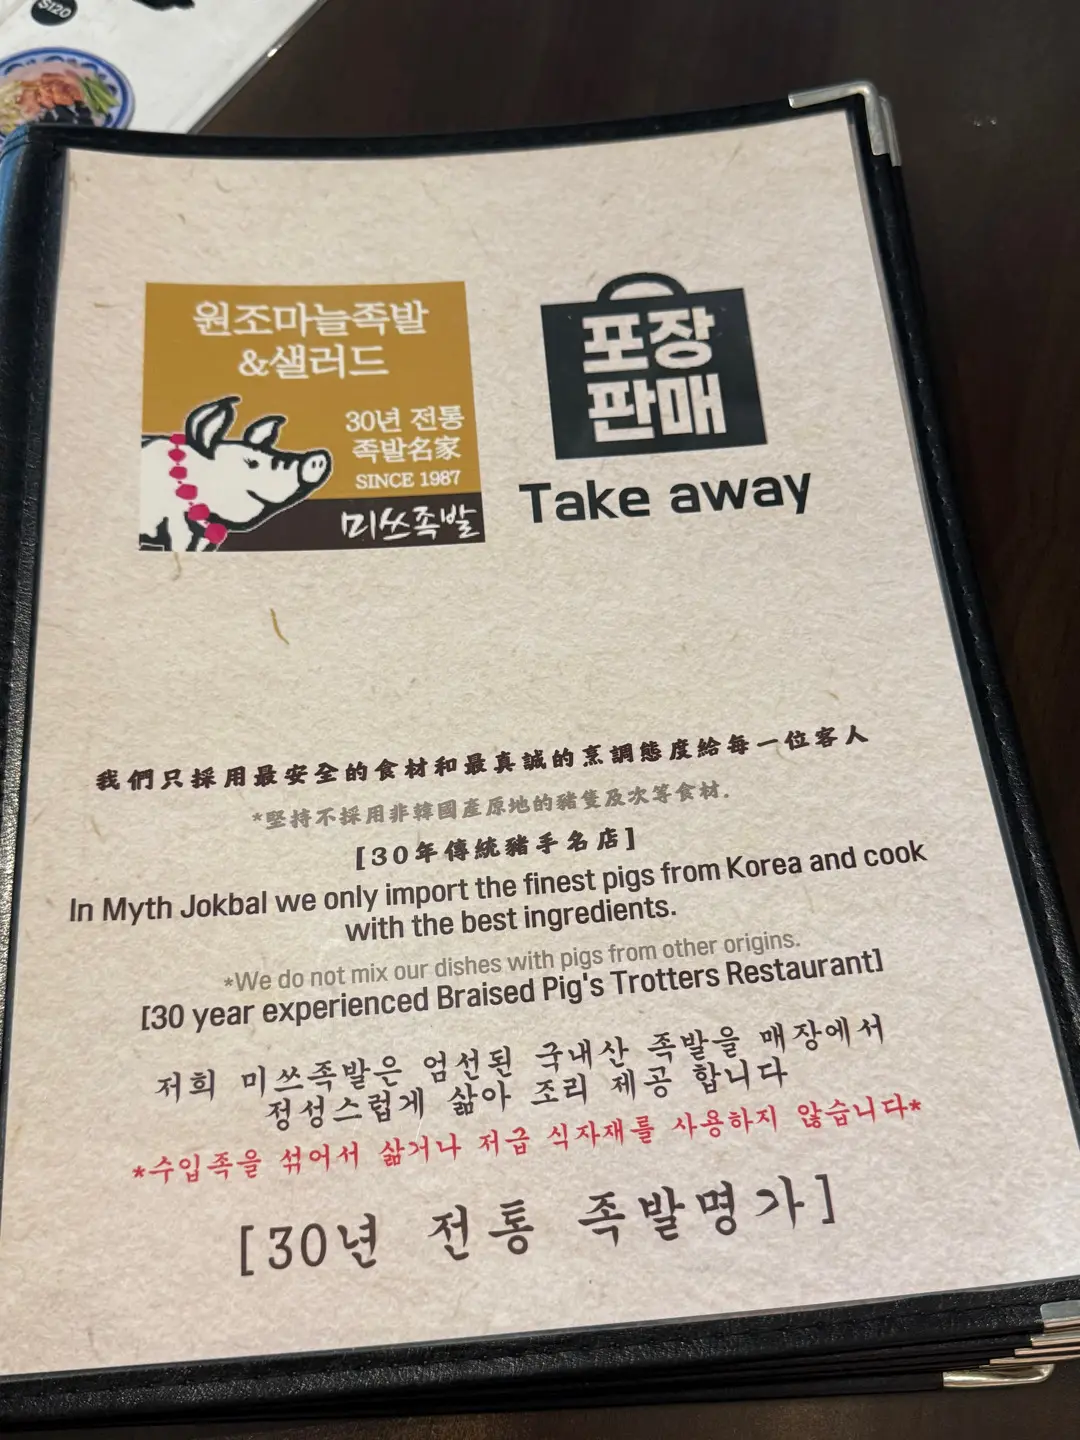 $120
원조마늘족발
&샐러드
30년 전통
족발名家
SINCE 1987
미쓰족발
포장
판매
Take away
我們只採用最安全的食材和最真誠的烹調態度給每一位客人
*堅持不採用非韓國產原地的豬隻及次等食材.
[30年傳統豬手名店]
In Myth Jokbal we only import the finest pigs from Korea and cook
with the best ingredients.
*We do not mix our dishes with pigs from other origins.
[30 year experienced Braised Pig's Trotters Restaurant]
저희 미쓰족발은 엄선된 국내산 족발을 매장에서
정성스럽게 삶아 조리 제공 합니다
*수입족을 섞어서 삶거나 저급 식자재를 사용하지 않습니다*
[30년 전통 족발명가]